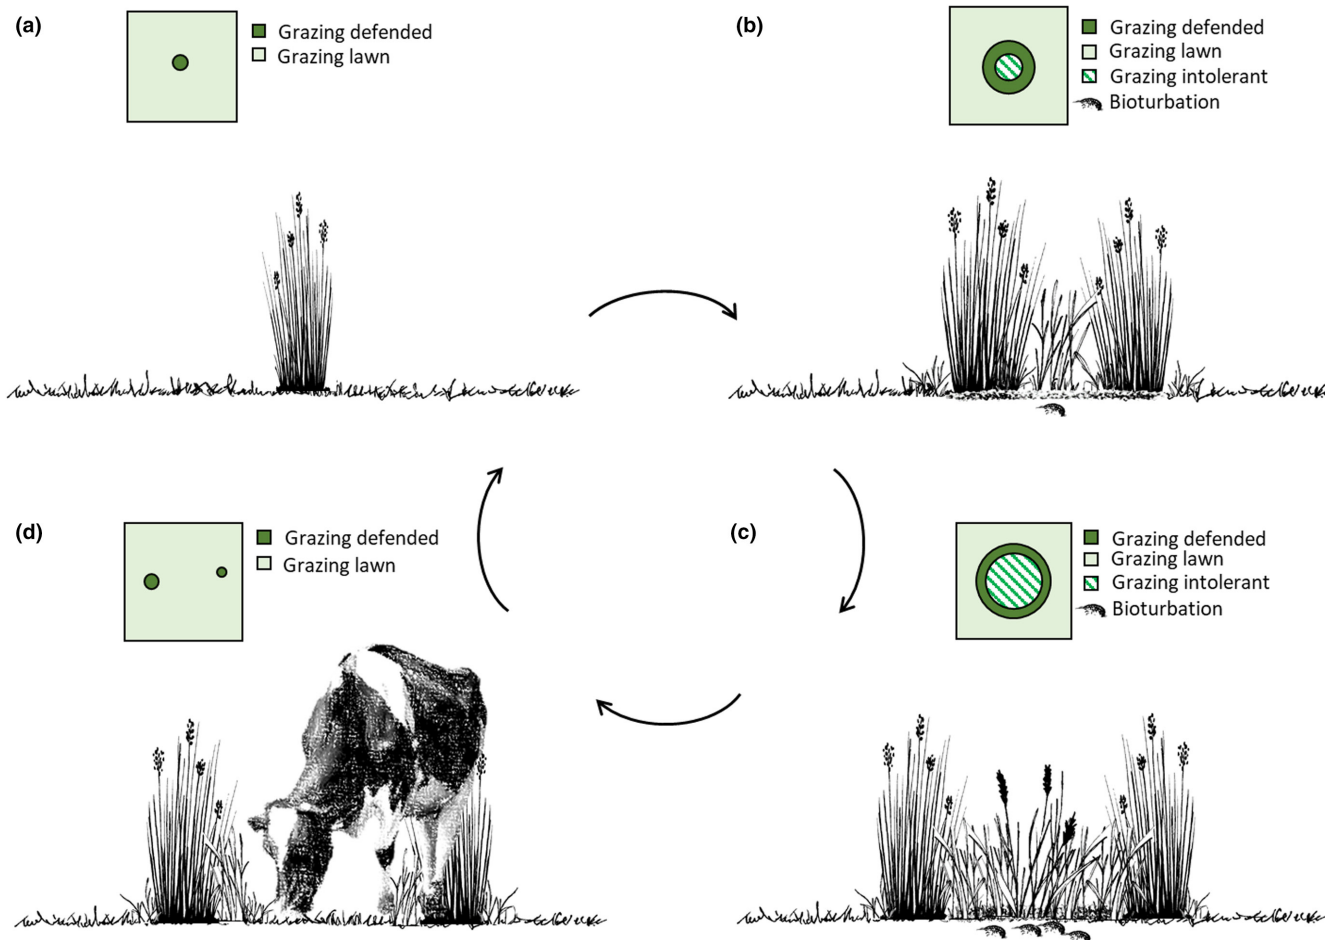 (a)
Grazing defended
Grazing lawn
(b)
Grazing defended
Grazing lawn
Grazing intolerant
Bioturbation
(d)
Grazing defended
Grazing lawn
(c)
Grazing defended
Grazing lawn
Grazing intolerant
Bioturbation